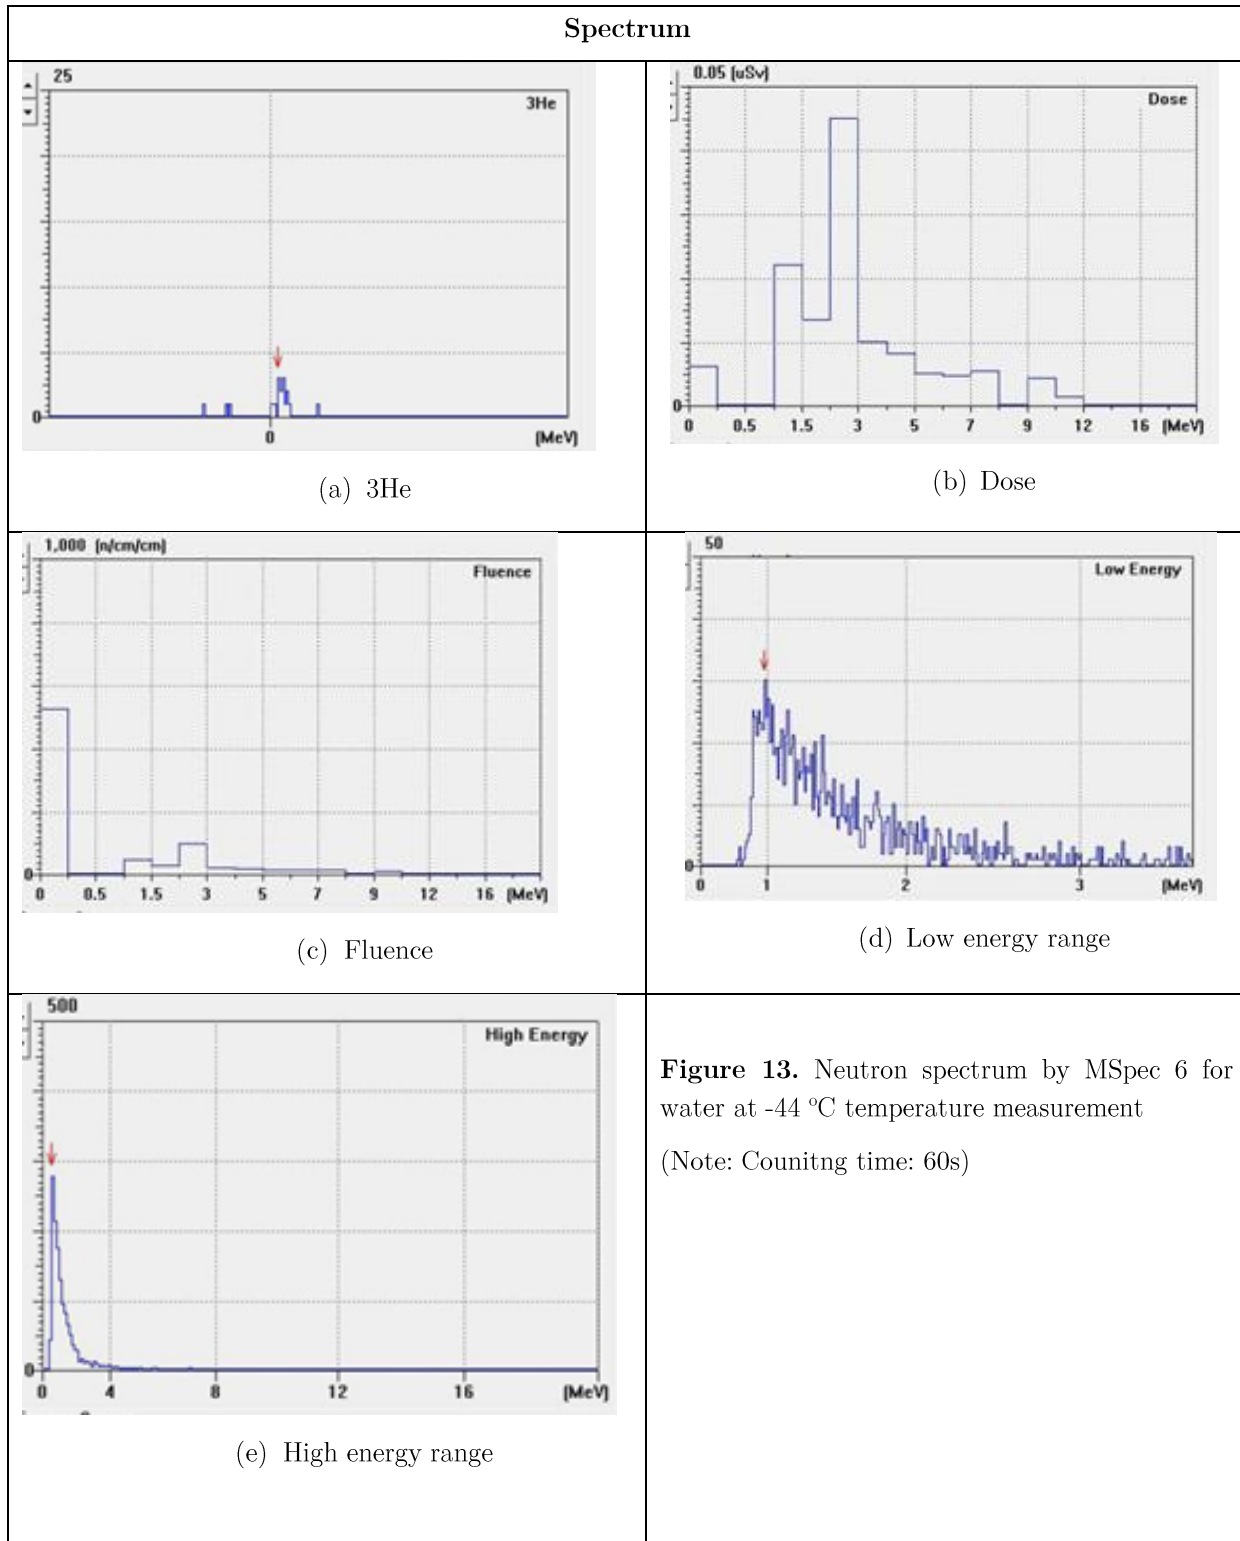 Spectrum
25
3He
0
0
(MeV)
(a) 3He
0.05 (uSv)
Dose
0
0 0.5 1.5 3 5 7 9 12 16 (MeV)
(b) Dose
1,000 (n/cm/cm)
Fluence
0
0 0.5 1.5 3 5 7 9 12 16 (MeV)
(c) Fluence
50
Low Energy
0
0 1 2 3 (MeV)
(d) Low energy range
500
High Energy
0
0 4 8 12 16 (MeV)
(e) High energy range
Figure 13. Neutron spectrum by MSpec 6 for
water at -44 °C temperature measurement
(Note: Counitng time: 60s)